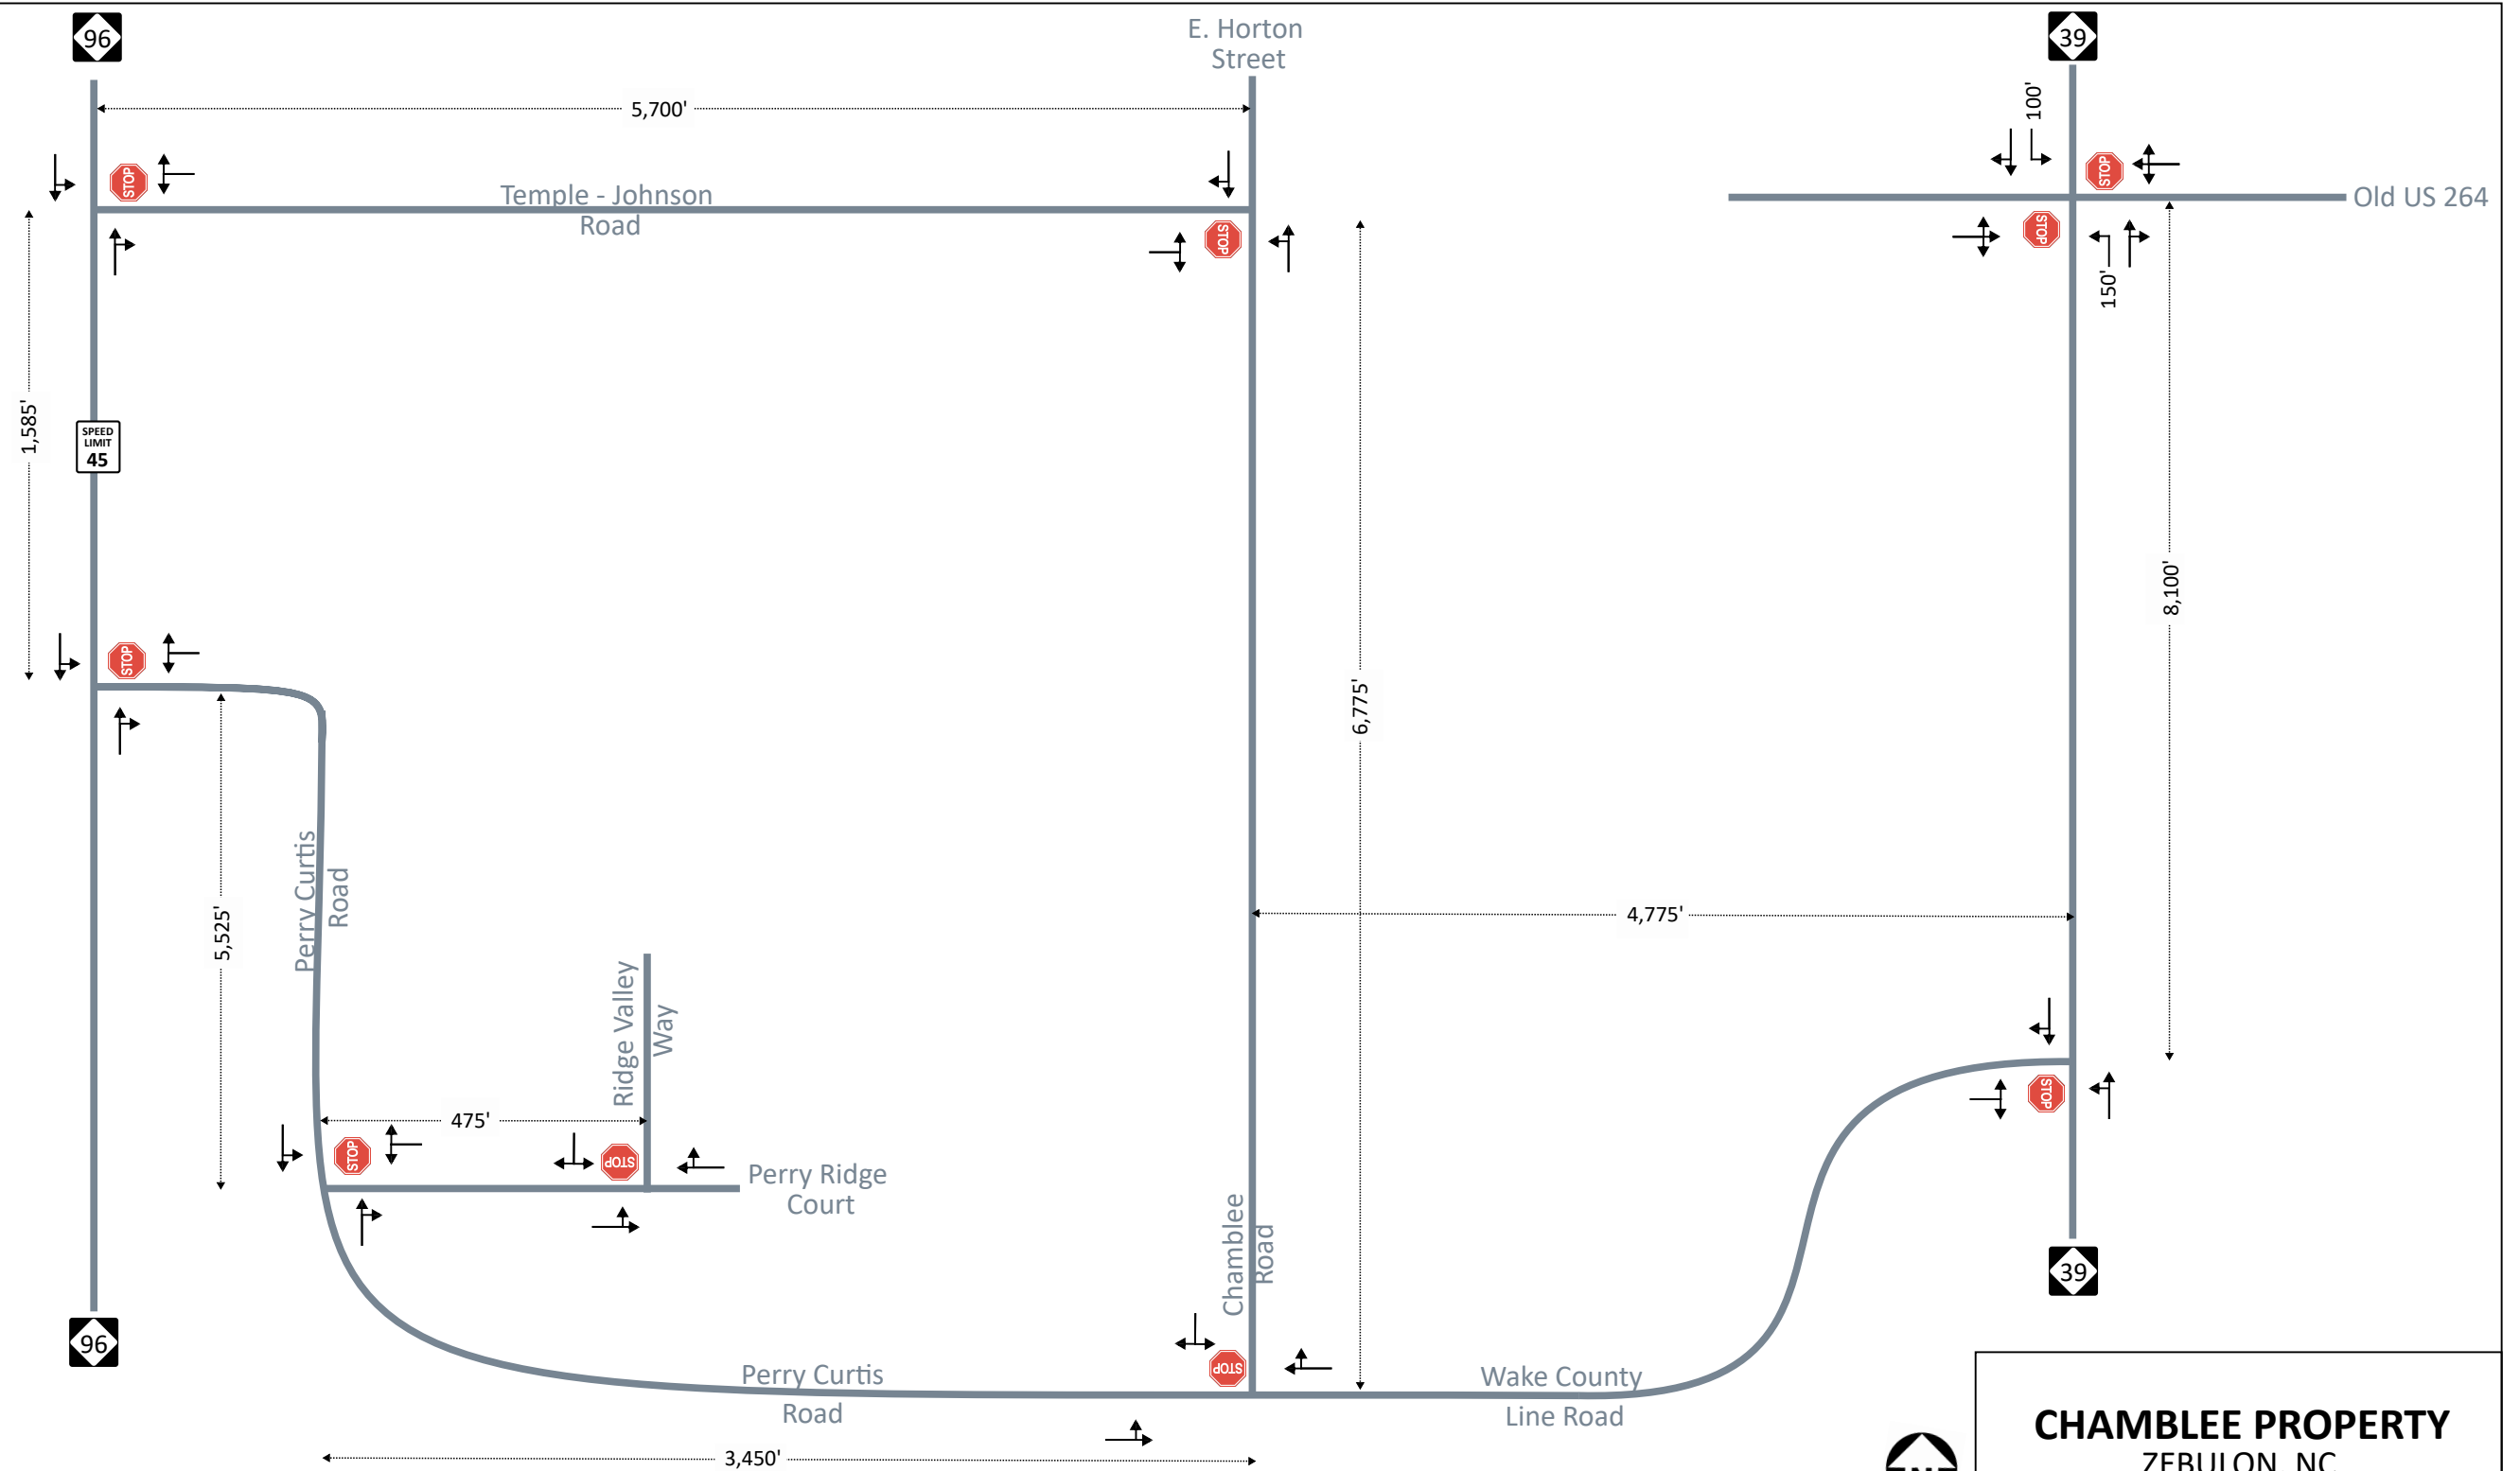 96
E. Horton
Street
39
5,700'
100'
STOP
STOP
Temple - Johnson
Road
Old US 264
STOP
STOP
150'
1,585'
SPEED
LIMIT
45
8,100'
STOP
6,775'
Perry Curtis
Road
5,525'
4,775'
Ridge Valley
Way
475'
STOP
STOP
STOP
Perry Ridge
Court
Chamblee
Road
39
96
STOP
Perry Curtis
Road
Wake County
Line Road
3,450'
CHAMBLEE PROPERTY
ZEBULON, NC